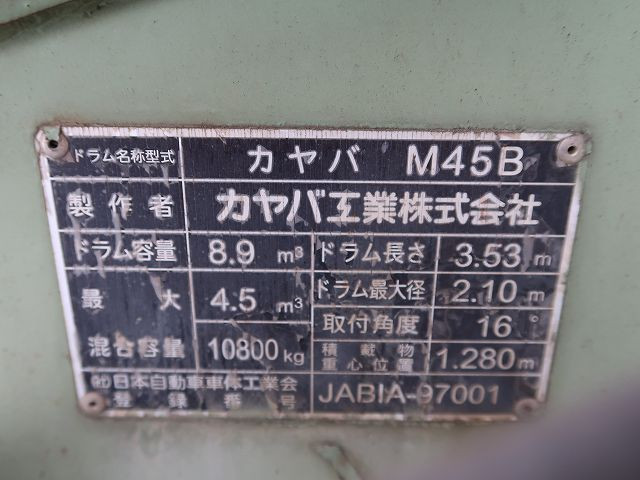 ドラム名称型式 カヤバ M45B
製作者 カヤバ工業株式会社
ドラム容量 8.9 m³ ドラム長さ 3.53 m
最大混合容量 4.5 m³ ドラム最大径 2.10 m
10800 kg 取付角度 16°
積載物重心位置 1.280 m
㈳日本自動車車体工業会
登録番号 JABIA-97001